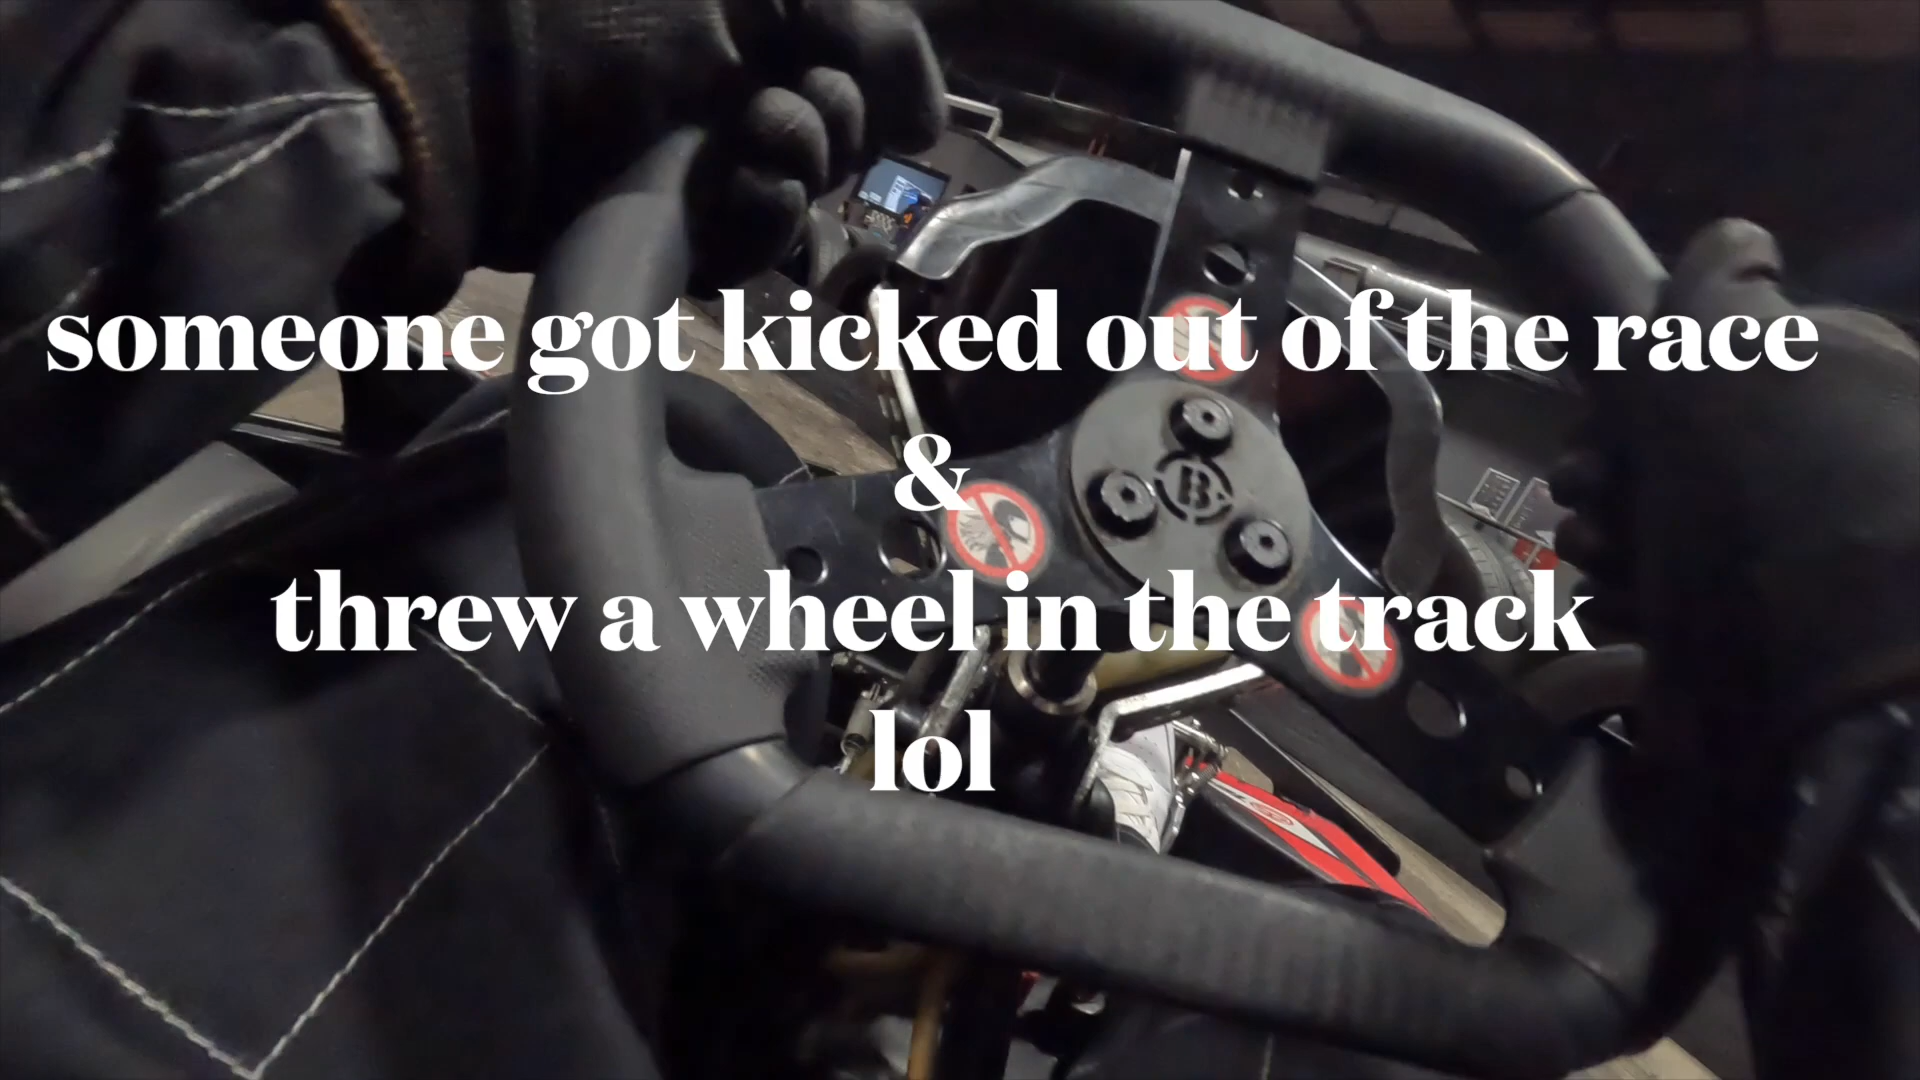 someone got kicked out of the race
&
threw a wheel in the track
lol
B